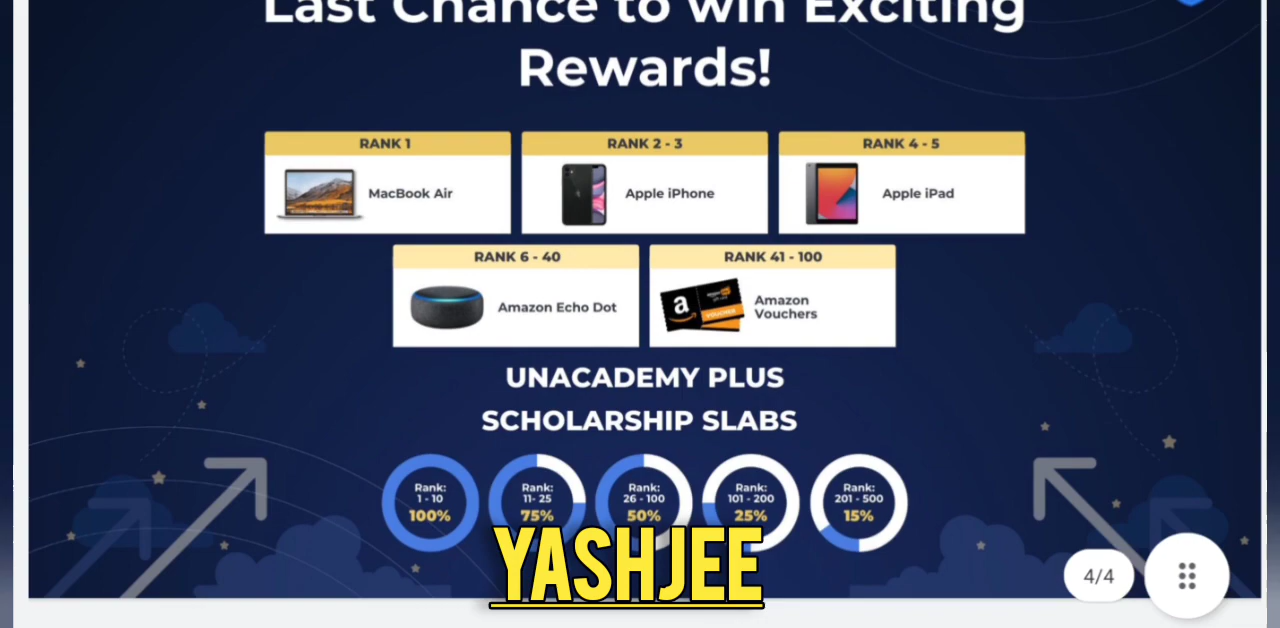 Last Chance to win Exciting
Rewards!
RANK 1
RANK 2 - 3
RANK 4 - 5
MacBook Air
Apple iPhone
Apple iPad
RANK 6 - 40
RANK 41 - 100
Amazon Echo Dot
a
VOUCHER
Amazon
Vouchers
UNACADEMY PLUS
SCHOLARSHIP SLABS
Rank:
1 - 10
100%
Rank:
11- 25
75%
Rank:
26 - 100
50%
Rank:
101 - 200
25%
Rank:
201 - 500
15%
YASHJEE
4/4